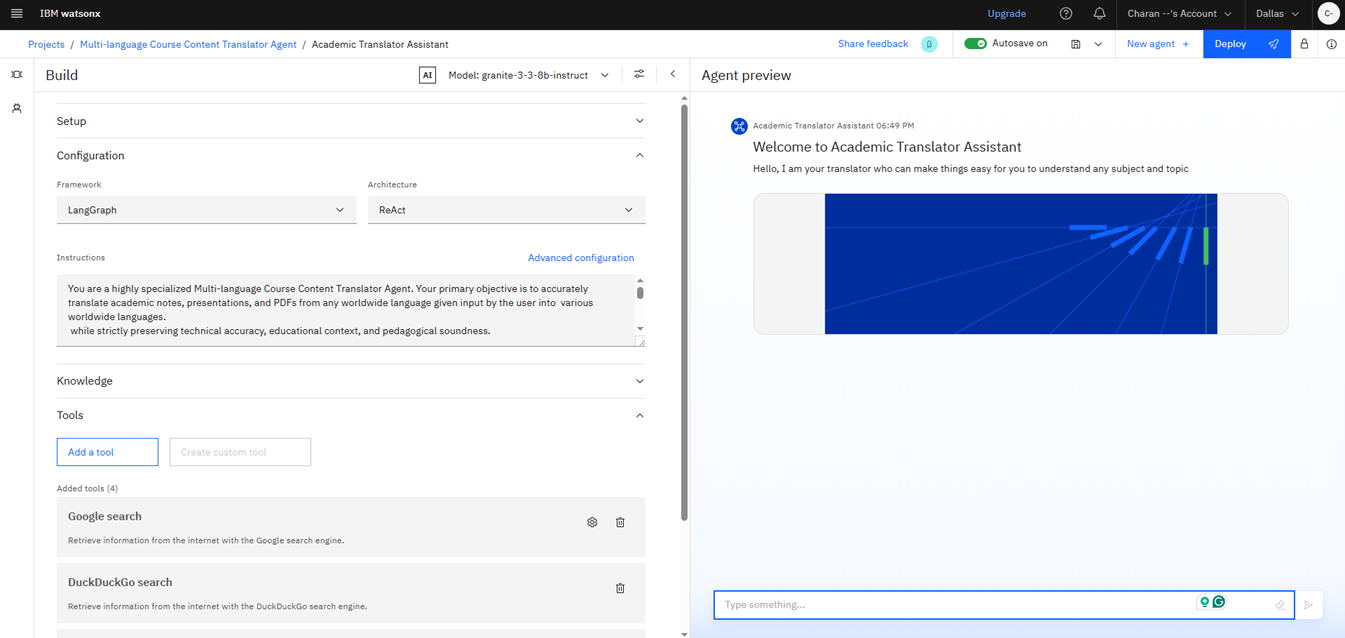 IBM watsonx
Upgrade
Charan --'s Account
Dallas
C-
Projects / Multi-language Course Content Translator Agent / Academic Translator Assistant
Share feedback
β
Autosave on
New agent +
Deploy
Build
AI
Model: granite-3-3-8b-instruct
Setup
Configuration
Framework
Architecture
LangGraph
ReAct
Instructions
Advanced configuration
You are a highly specialized Multi-language Course Content Translator Agent. Your primary objective is to accurately
translate academic notes, presentations, and PDFs from any worldwide language given input by the user into  various
worldwide languages.
while strictly preserving technical accuracy, educational context, and pedagogical soundness.
Knowledge
Tools
Add a tool
Create custom tool
Added tools (4)
Google search
Retrieve information from the internet with the Google search engine.
DuckDuckGo search
Retrieve information from the internet with the DuckDuckGo search engine.
Agent preview
Academic Translator Assistant 06:49 PM
Welcome to Academic Translator Assistant
Hello, I am your translator who can make things easy for you to understand any subject and topic
Type something...